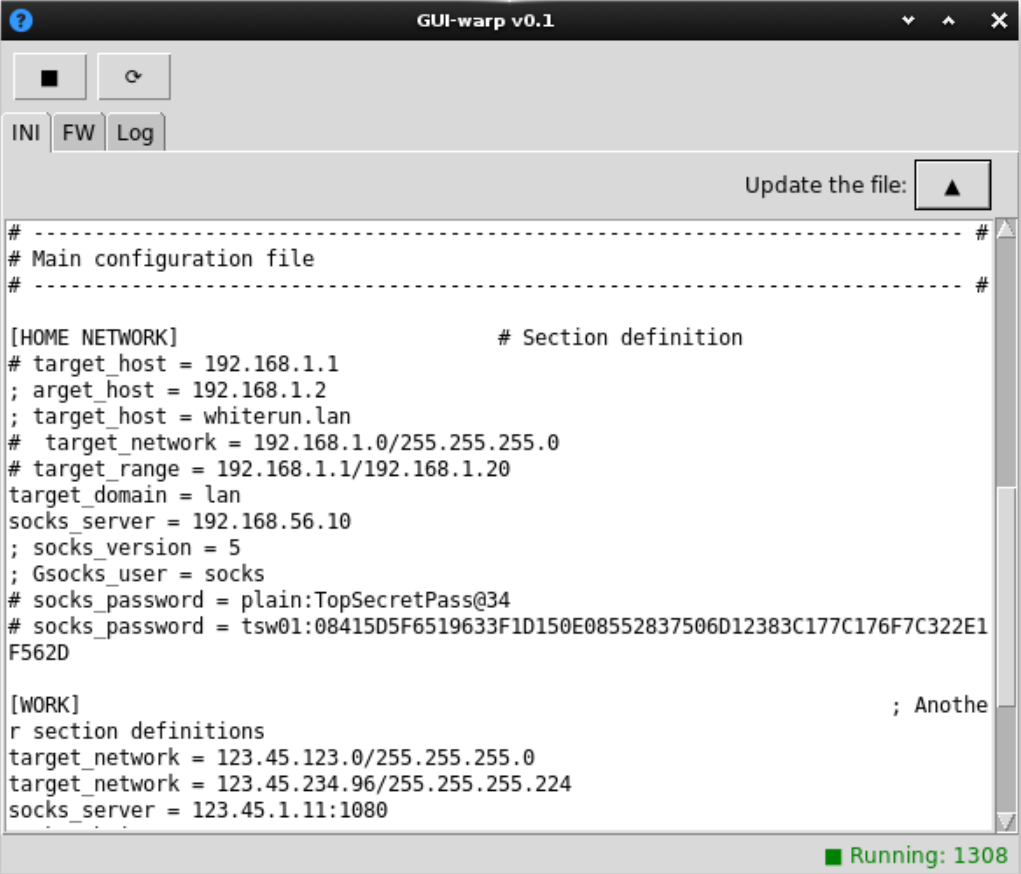 GUI-warp v0.1
INI FW Log
Update the file:
# ---------------------------------------------------------------------------- #
# Main configuration file
# ---------------------------------------------------------------------------- #
[HOME NETWORK] # Section definition
# target_host = 192.168.1.1
; arget_host = 192.168.1.2
; target_host = whiterun.lan
#  target_network = 192.168.1.0/255.255.255.0
# target_range = 192.168.1.1/192.168.1.20
target_domain = lan
socks_server = 192.168.56.10
; socks_version = 5
; Gsocks_user = socks
# socks_password = plain:TopSecretPass@34
# socks_password = tsw01:08415D5F6519633F1D150E08552837506D12383C177C176F7C322E1
F562D
[WORK] ; Anothe
r section definitions
target_network = 123.45.123.0/255.255.255.0
target_network = 123.45.234.96/255.255.255.224
socks_server = 123.45.1.11:1080
Running: 1308